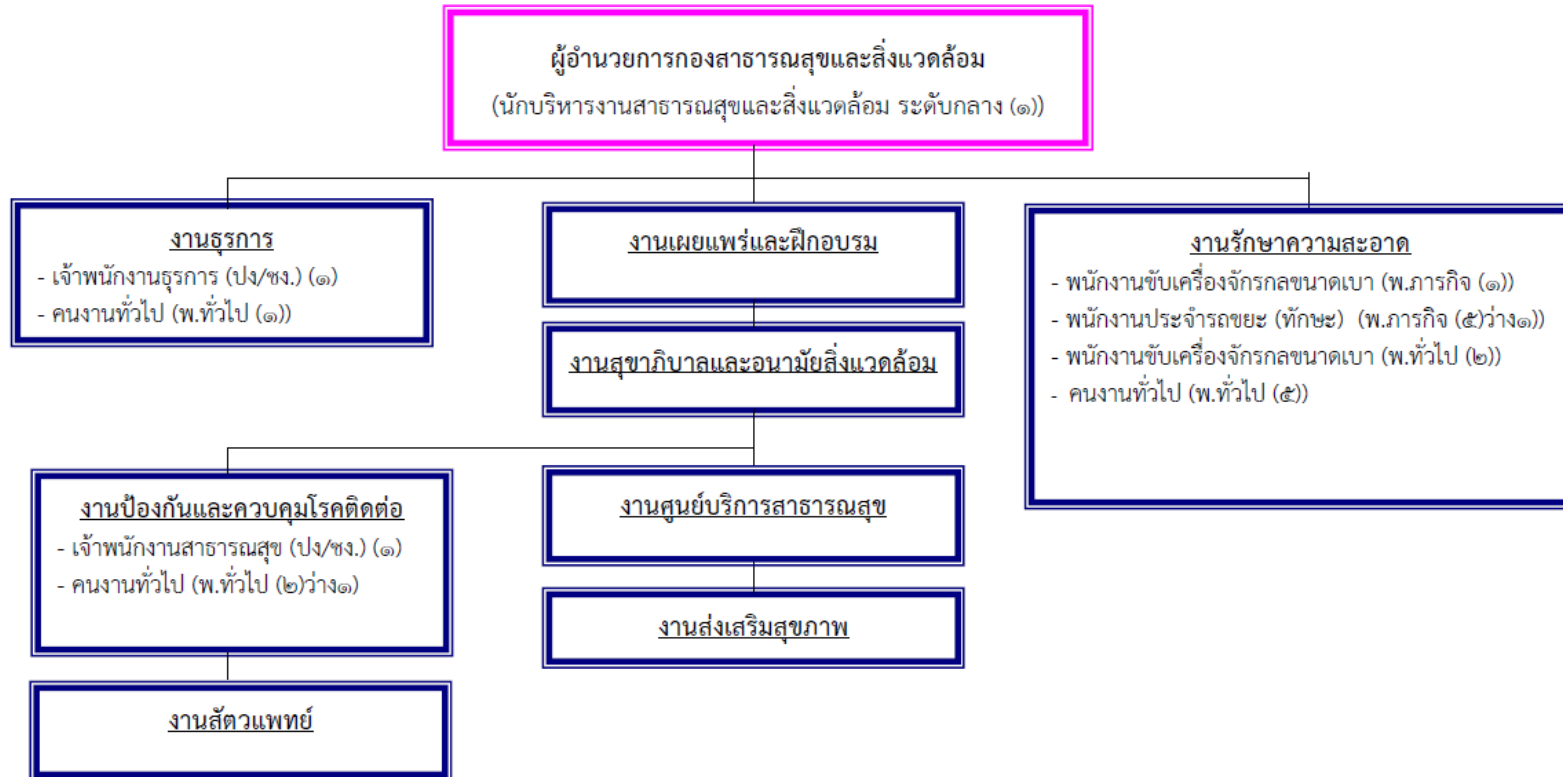 ผู้อำนวยการกองสาธารณสุขและสิ่งแวดล้อม
(นักบริหารงานสาธารณสุขและสิ่งแวดล้อม ระดับกลาง (๑))
งานธุรการ
- เจ้าพนักงานธุรการ (ปง/ชง.) (๑)
- คนงานทั่วไป (พ.ทั่วไป (๑))
งานเผยแพร่และฝึกอบรม
งานสุขาภิบาลและอนามัยสิ่งแวดล้อม
งานรักษาความสะอาด
- พนักงานขับเครื่องจักรกลขนาดเบา (พ.ภารกิจ (๑))
- พนักงานประจำรถขยะ (ทักษะ) (พ.ภารกิจ (๕)ว่าง๑))
- พนักงานขับเครื่องจักรกลขนาดเบา (พ.ทั่วไป (๒))
- คนงานทั่วไป (พ.ทั่วไป (๕))
งานป้องกันและควบคุมโรคติดต่อ
- เจ้าพนักงานสาธารณสุข (ปง/ชง.) (๑)
- คนงานทั่วไป (พ.ทั่วไป (๒)ว่าง๑)
งานศูนย์บริการสาธารณสุข
งานส่งเสริมสุขภาพ
งานสัตวแพทย์